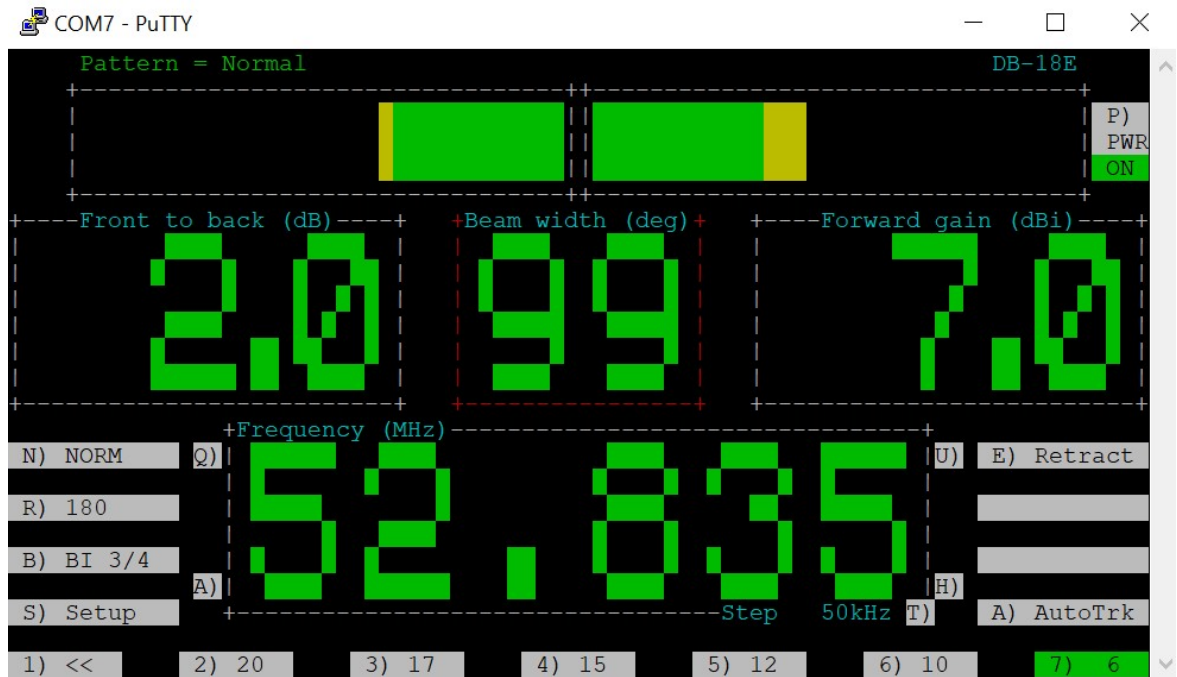 COM7 - PuTTY
Pattern = Normal DB-18E
P)
PWR
ON
Front to back (dB) Beam width (deg) Forward gain (dBi)
2.0 99 7.0
Frequency (MHz)
52.835
N) NORM Q) U) E) Retract
R) 180
B) BI 3/4
A) H)
S) Setup Step 50kHz T) A) AutoTrk
1) << 2) 20 3) 17 4) 15 5) 12 6) 10 7) 6